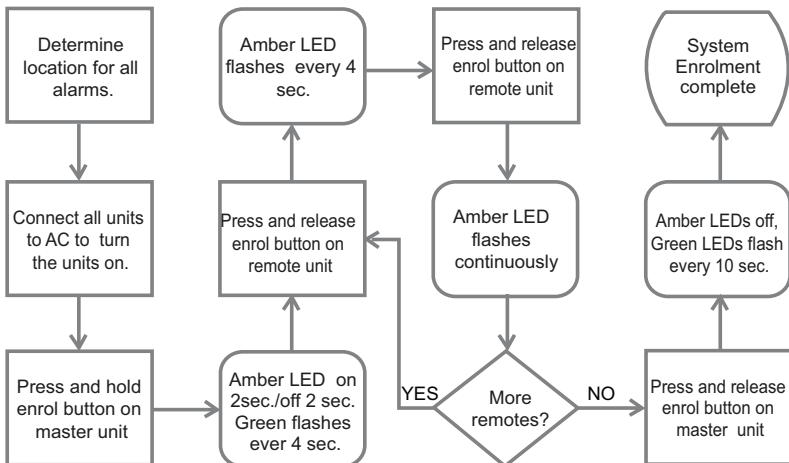 Determine
location for all
alarms.
Connect all units
to AC to turn
the units on.
Press and hold
enrol button on
master unit
Amber LED on
2sec./off 2 sec.
Green flashes
ever 4 sec.
Press and release
enrol button on
remote unit
Amber LED
flashes every 4
sec.
Press and release
enrol button on
remote unit
Amber LED
flashes
continuously
More
remotes?
YES
NO
Press and release
enrol button on
master unit
Amber LEDs off,
Green LEDs flash
every 10 sec.
System
Enrolment
complete